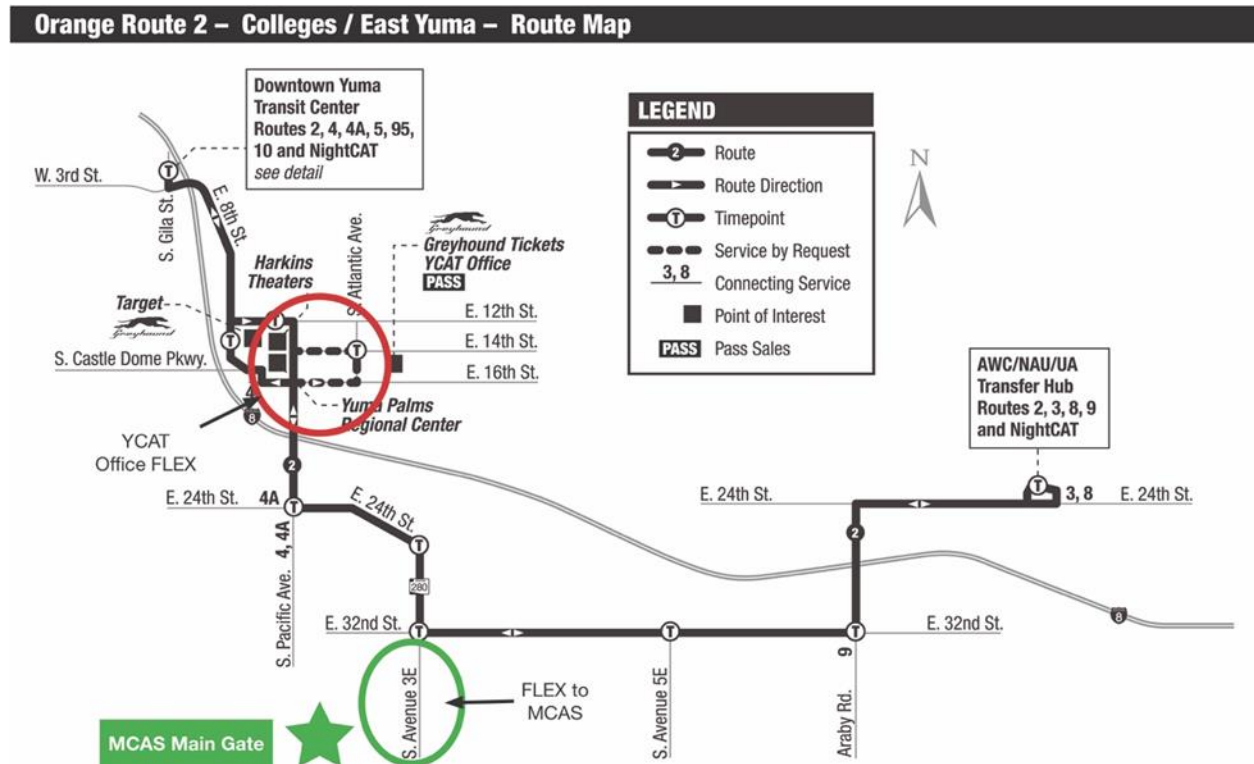 Orange Route 2 – Colleges / East Yuma – Route Map
Downtown Yuma
Transit Center
Routes 2, 4, 4A, 5, 95,
10 and NightCAT
see detail
W. 3rd St.
S. Gila St.
E. 8th St.
Harkins
Theaters
Target
Greyhound
S. Castle Dome Pkwy.
S. Atlantic Ave.
Greyhound
Greyhound Tickets
YCAT Office
PASS
E. 12th St.
E. 14th St.
E. 16th St.
Yuma Palms
Regional Center
4
8
YCAT
Office FLEX
2
E. 24th St.
4A
T
4, 4A
S. Pacific Ave.
E. 24th St.
T
280
E. 32nd St.
T
S. Avenue 3E
FLEX to
MCAS
MCAS Main Gate
T
S. Avenue 5E
T
9
Araby Rd.
E. 32nd St.
2
E. 24th St.
T
3, 8
E. 24th St.
8
AWC/NAU/UA
Transfer Hub
Routes 2, 3, 8, 9
and NightCAT
LEGEND
2 Route
Route Direction
T Timepoint
Service by Request
3, 8 Connecting Service
Point of Interest
PASS Pass Sales
N
T
T
T
T